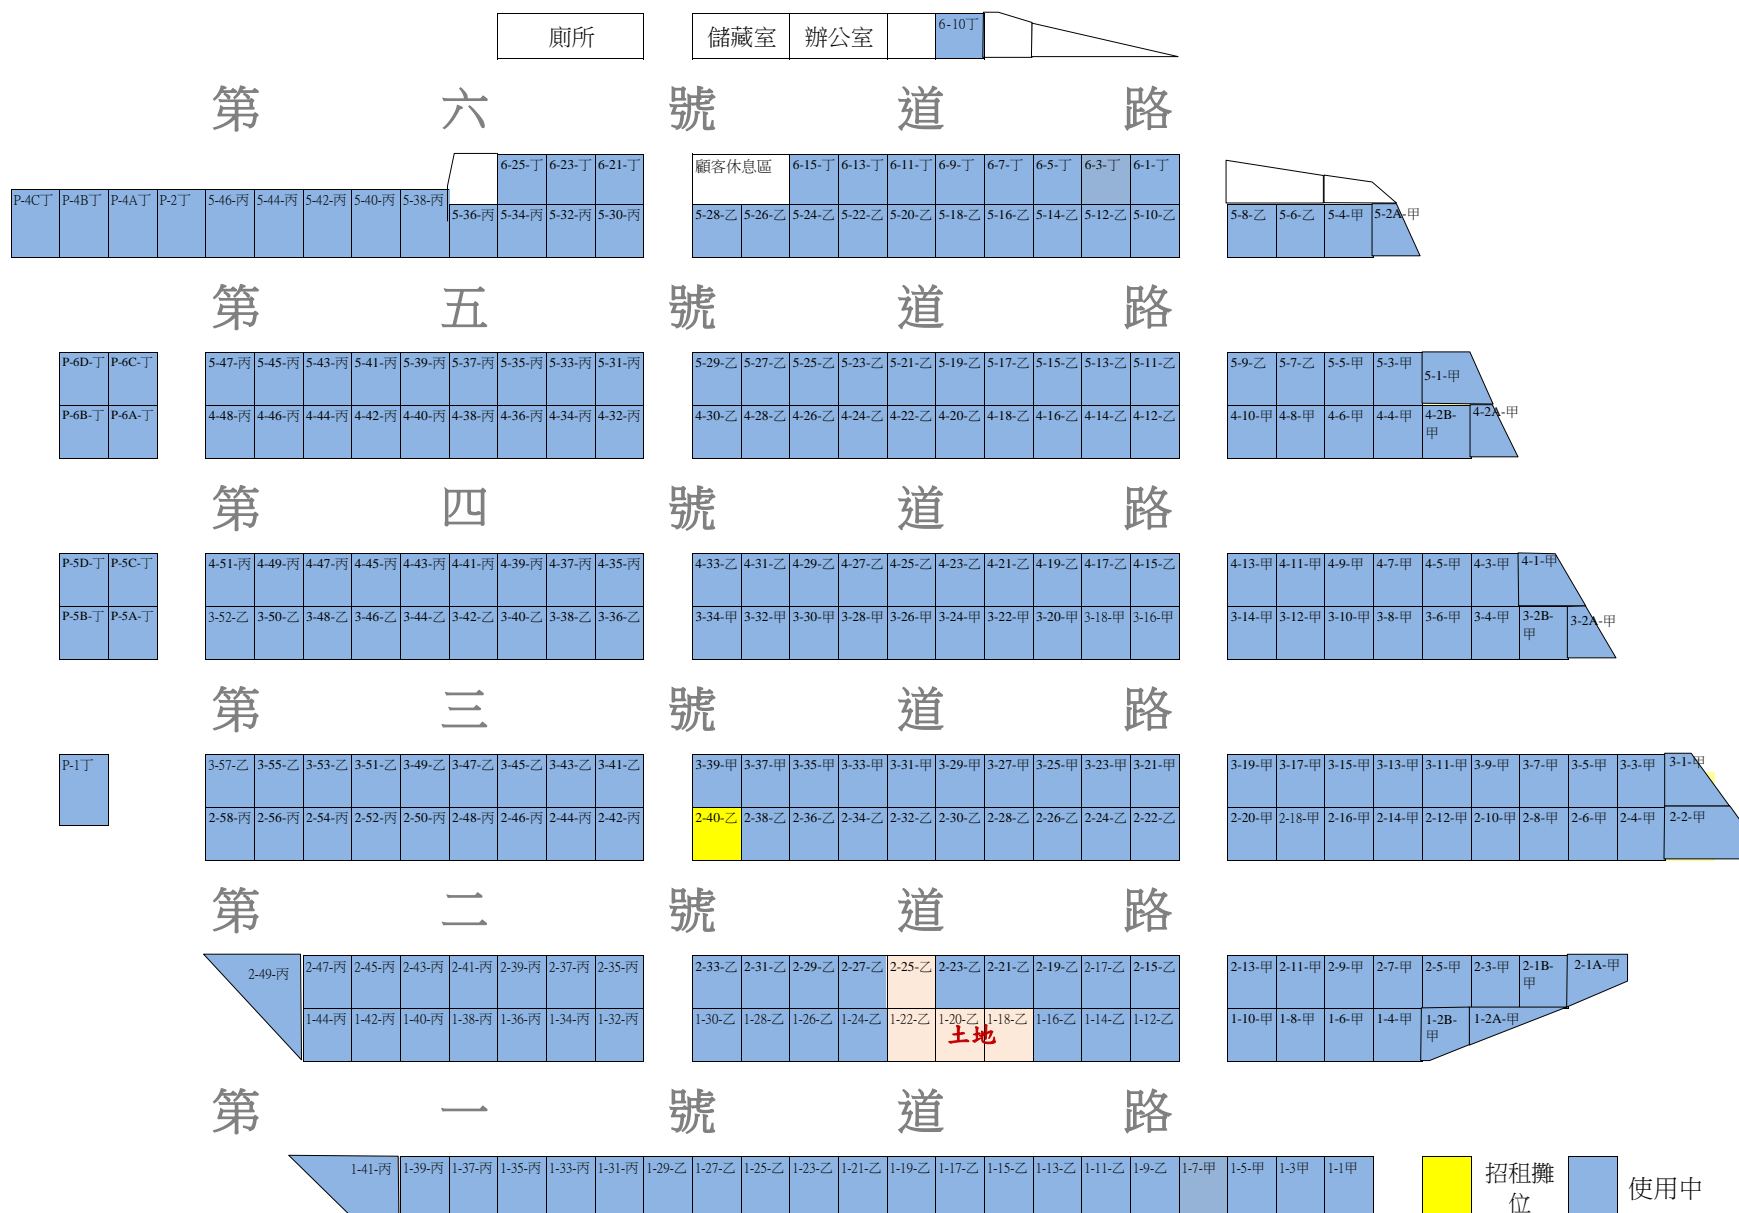 廁所 儲藏室 辦公室 6-10丁
第 六 號 道 路
6-25-丁 6-23-丁 6-21-丁 顧客休息區 6-15-丁 6-13-丁 6-11-丁 6-9-丁 6-7-丁 6-5-丁 6-3-丁 6-1-丁
P-4C丁 P-4B丁 P-4A丁 P-2丁 5-46-丙 5-44-丙 5-42-丙 5-40-丙 5-38-丙
5-36-丙 5-34-丙 5-32-丙 5-30-丙 5-28-乙 5-26-乙 5-24-乙 5-22-乙 5-20-乙 5-18-乙 5-16-乙 5-14-乙 5-12-乙 5-10-乙 5-8-乙 5-6-乙 5-4-甲 5-2A-甲
第 五 號 道 路
P-6D-丁 P-6C-丁 5-47-丙 5-45-丙 5-43-丙 5-41-丙 5-39-丙 5-37-丙 5-35-丙 5-33-丙 5-31-丙 5-29-乙 5-27-乙 5-25-乙 5-23-乙 5-21-乙 5-19-乙 5-17-乙 5-15-乙 5-13-乙 5-11-乙 5-9-乙 5-7-乙 5-5-甲 5-3-甲 5-1-甲
P-6B-丁 P-6A-丁 4-48-丙 4-46-丙 4-44-丙 4-42-丙 4-40-丙 4-38-丙 4-36-丙 4-34-丙 4-32-丙 4-30-乙 4-28-乙 4-26-乙 4-24-乙 4-22-乙 4-20-乙 4-18-乙 4-16-乙 4-14-乙 4-12-乙 4-10-甲 4-8-甲 4-6-甲 4-4-甲 4-2B-甲 4-2A-甲
第 四 號 道 路
P-5D-丁 P-5C-丁 4-51-丙 4-49-丙 4-47-丙 4-45-丙 4-43-丙 4-41-丙 4-39-丙 4-37-丙 4-35-丙 4-33-乙 4-31-乙 4-29-乙 4-27-乙 4-25-乙 4-23-乙 4-21-乙 4-19-乙 4-17-乙 4-15-乙 4-13-甲 4-11-甲 4-9-甲 4-7-甲 4-5-甲 4-3-甲 4-1-甲
P-5B-丁 P-5A-丁 3-52-乙 3-50-乙 3-48-乙 3-46-乙 3-44-乙 3-42-乙 3-40-乙 3-38-乙 3-36-乙 3-34-甲 3-32-甲 3-30-甲 3-28-甲 3-26-甲 3-24-甲 3-22-甲 3-20-甲 3-18-甲 3-16-甲 3-14-甲 3-12-甲 3-10-甲 3-8-甲 3-6-甲 3-4-甲 3-2B-甲 3-2A-甲
第 三 號 道 路
P-1丁 3-57-乙 3-55-乙 3-53-乙 3-51-乙 3-49-乙 3-47-乙 3-45-乙 3-43-乙 3-41-乙 3-39-甲 3-37-甲 3-35-甲 3-33-甲 3-31-甲 3-29-甲 3-27-甲 3-25-甲 3-23-甲 3-21-甲 3-19-甲 3-17-甲 3-15-甲 3-13-甲 3-11-甲 3-9-甲 3-7-甲 3-5-甲 3-3-甲 3-1-甲
2-58-丙 2-56-丙 2-54-丙 2-52-丙 2-50-丙 2-48-丙 2-46-丙 2-44-丙 2-42-丙 2-40-乙 2-38-乙 2-36-乙 2-34-乙 2-32-乙 2-30-乙 2-28-乙 2-26-乙 2-24-乙 2-22-乙 2-20-甲 2-18-甲 2-16-甲 2-14-甲 2-12-甲 2-10-甲 2-8-甲 2-6-甲 2-4-甲 2-2-甲
第 二 號 道 路
2-49-丙 2-47-丙 2-45-丙 2-43-丙 2-41-丙 2-39-丙 2-37-丙 2-35-丙 2-33-乙 2-31-乙 2-29-乙 2-27-乙 2-25-乙 2-23-乙 2-21-乙 2-19-乙 2-17-乙 2-15-乙 2-13-甲 2-11-甲 2-9-甲 2-7-甲 2-5-甲 2-3-甲 2-1B-甲 2-1A-甲
1-44-丙 1-42-丙 1-40-丙 1-38-丙 1-36-丙 1-34-丙 1-32-丙 1-30-乙 1-28-乙 1-26-乙 1-24-乙 1-22-乙 1-20-乙 1-18-乙 1-16-乙 1-14-乙 1-12-乙 1-10-甲 1-8-甲 1-6-甲 1-4-甲 1-2B-甲 1-2A-甲
土地
第 一 號 道 路
1-41-丙 1-39-丙 1-37-丙 1-35-丙 1-33-丙 1-31-丙 1-29-乙 1-27-乙 1-25-乙 1-23-乙 1-21-乙 1-19-乙 1-17-乙 1-15-乙 1-13-乙 1-11-乙 1-9-乙 1-7-甲 1-5-甲 1-3甲 1-1甲
招租攤
位
使用中